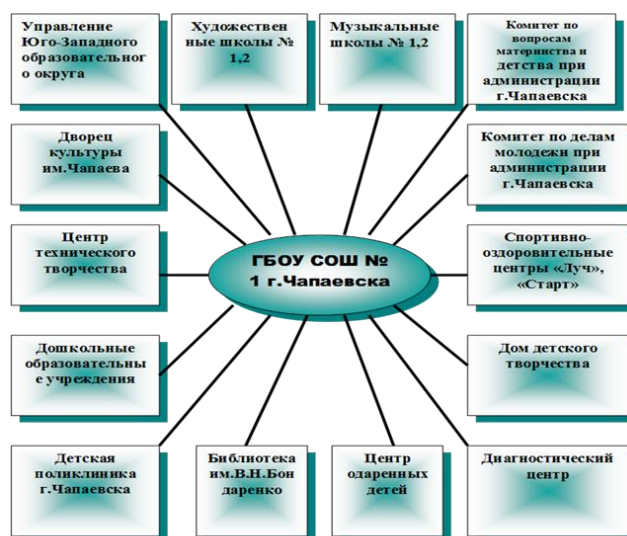 Управление
Юго-Западного
образовательног
о округа
Художествен
ные школы №
1,2
Музыкальные
школы № 1,2
Комитет по
вопросам
материнства и
детства при
администрации
г.Чапаевска
Дворец
культуры
им.Чапаева
Комитет по делам
молодежи при
администрации
г.Чапаевска
Центр
технического
творчества
ГБОУ СОШ №
1 г.Чапаевска
Спортивно-
оздоровительные
центры «Луч»,
«Старт»
Дошкольные
образовательны
е учреждения
Дом детского
творчества
Детская
поликлиника
г.Чапаевска
Библиотека
им.В.Н.Бон
даренко
Центр
одаренных
детей
Диагностический
центр